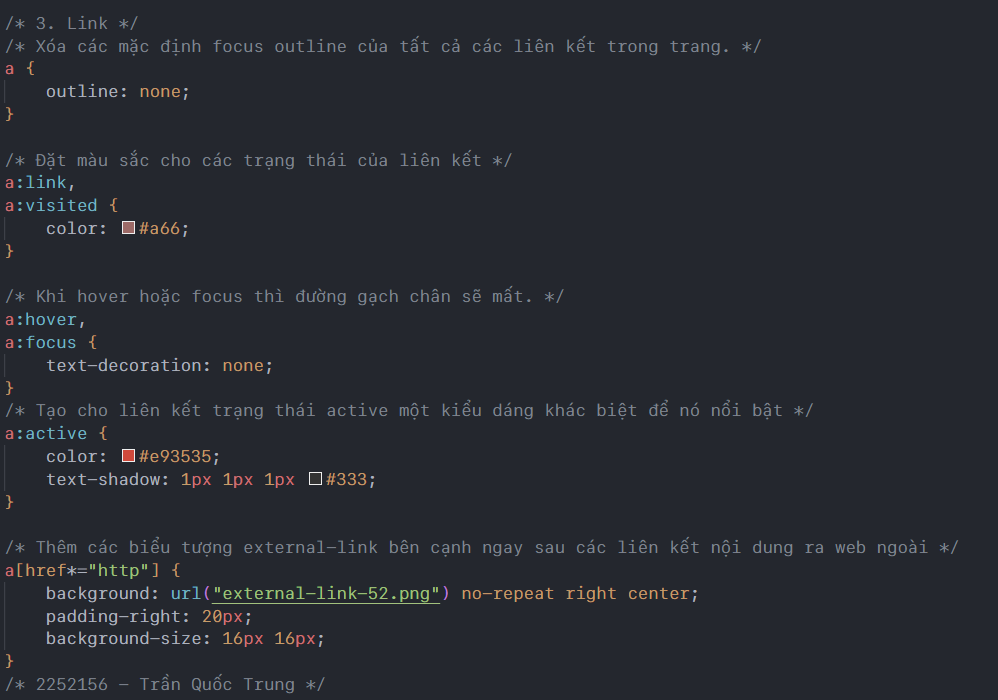 /* 3. Link */
/* Xóa các mặc định focus outline của tất cả các liên kết trong trang. */
a {
    outline: none;
}

/* Đặt màu sắc cho các trạng thái của liên kết */
a:link,
a:visited {
    color: #a66;
}

/* Khi hover hoặc focus thì đường gạch chân sẽ mất. */
a:hover,
a:focus {
    text-decoration: none;
}
/* Tạo cho liên kết trạng thái active một kiểu dáng khác biệt để nó nổi bật */
a:active {
    color: #e93535;
    text-shadow: 1px 1px 1px #333;
}

/* Thêm các biểu tượng external-link bên cạnh ngay sau các liên kết nội dung ra web ngoài */
a[href*="http"] {
    background: url("external-link-52.png") no-repeat right center;
    padding-right: 20px;
    background-size: 16px 16px;
}
/* 2252156 - Trần Quốc Trung */